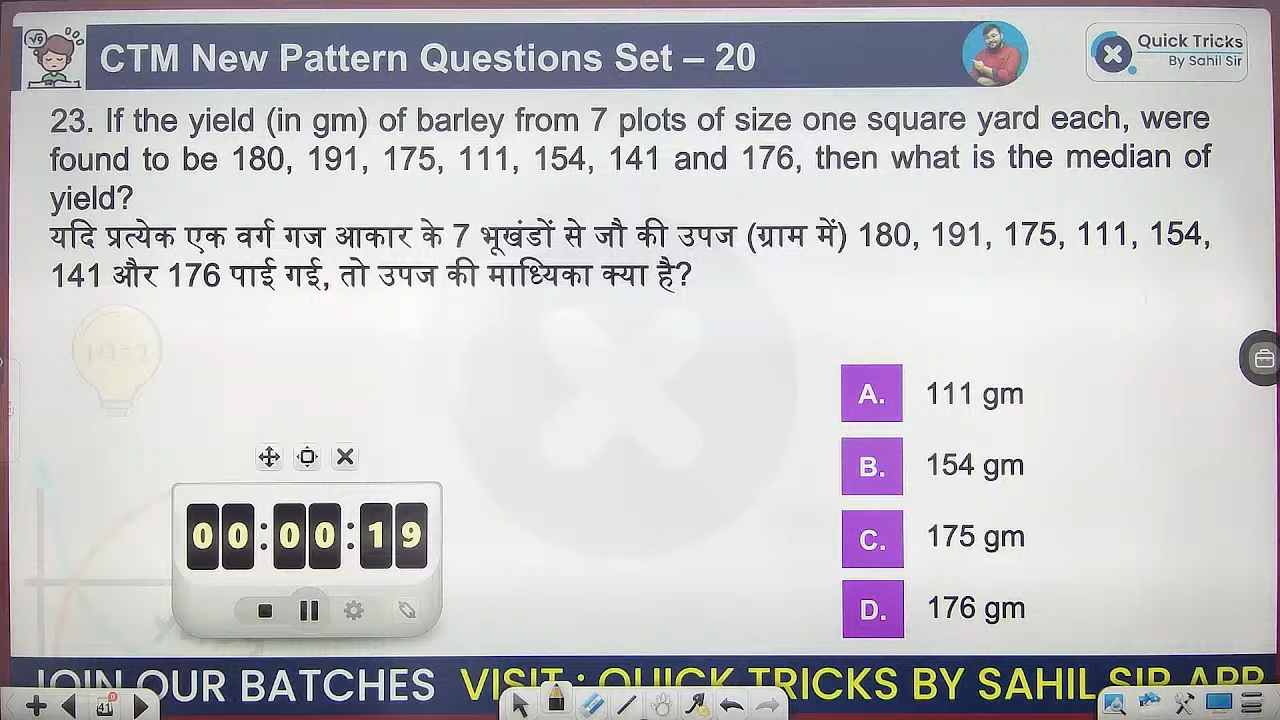 CTM New Pattern Questions Set – 20
Quick Tricks
By Sahil Sir
23. If the yield (in gm) of barley from 7 plots of size one square yard each, were
found to be 180, 191, 175, 111, 154, 141 and 176, then what is the median of
yield?
यदि प्रत्येक एक वर्ग गज आकार के 7 भूखंडों से जौ की उपज (ग्राम में) 180, 191, 175, 111, 154,
141 और 176 पाई गई, तो उपज की माध्यिका क्या है?
A. 111 gm
B. 154 gm
C. 175 gm
D. 176 gm
00:00:19
JOIN OUR BATCHES VISIT : QUICK TRICKS BY SAHIL SIR APP
41